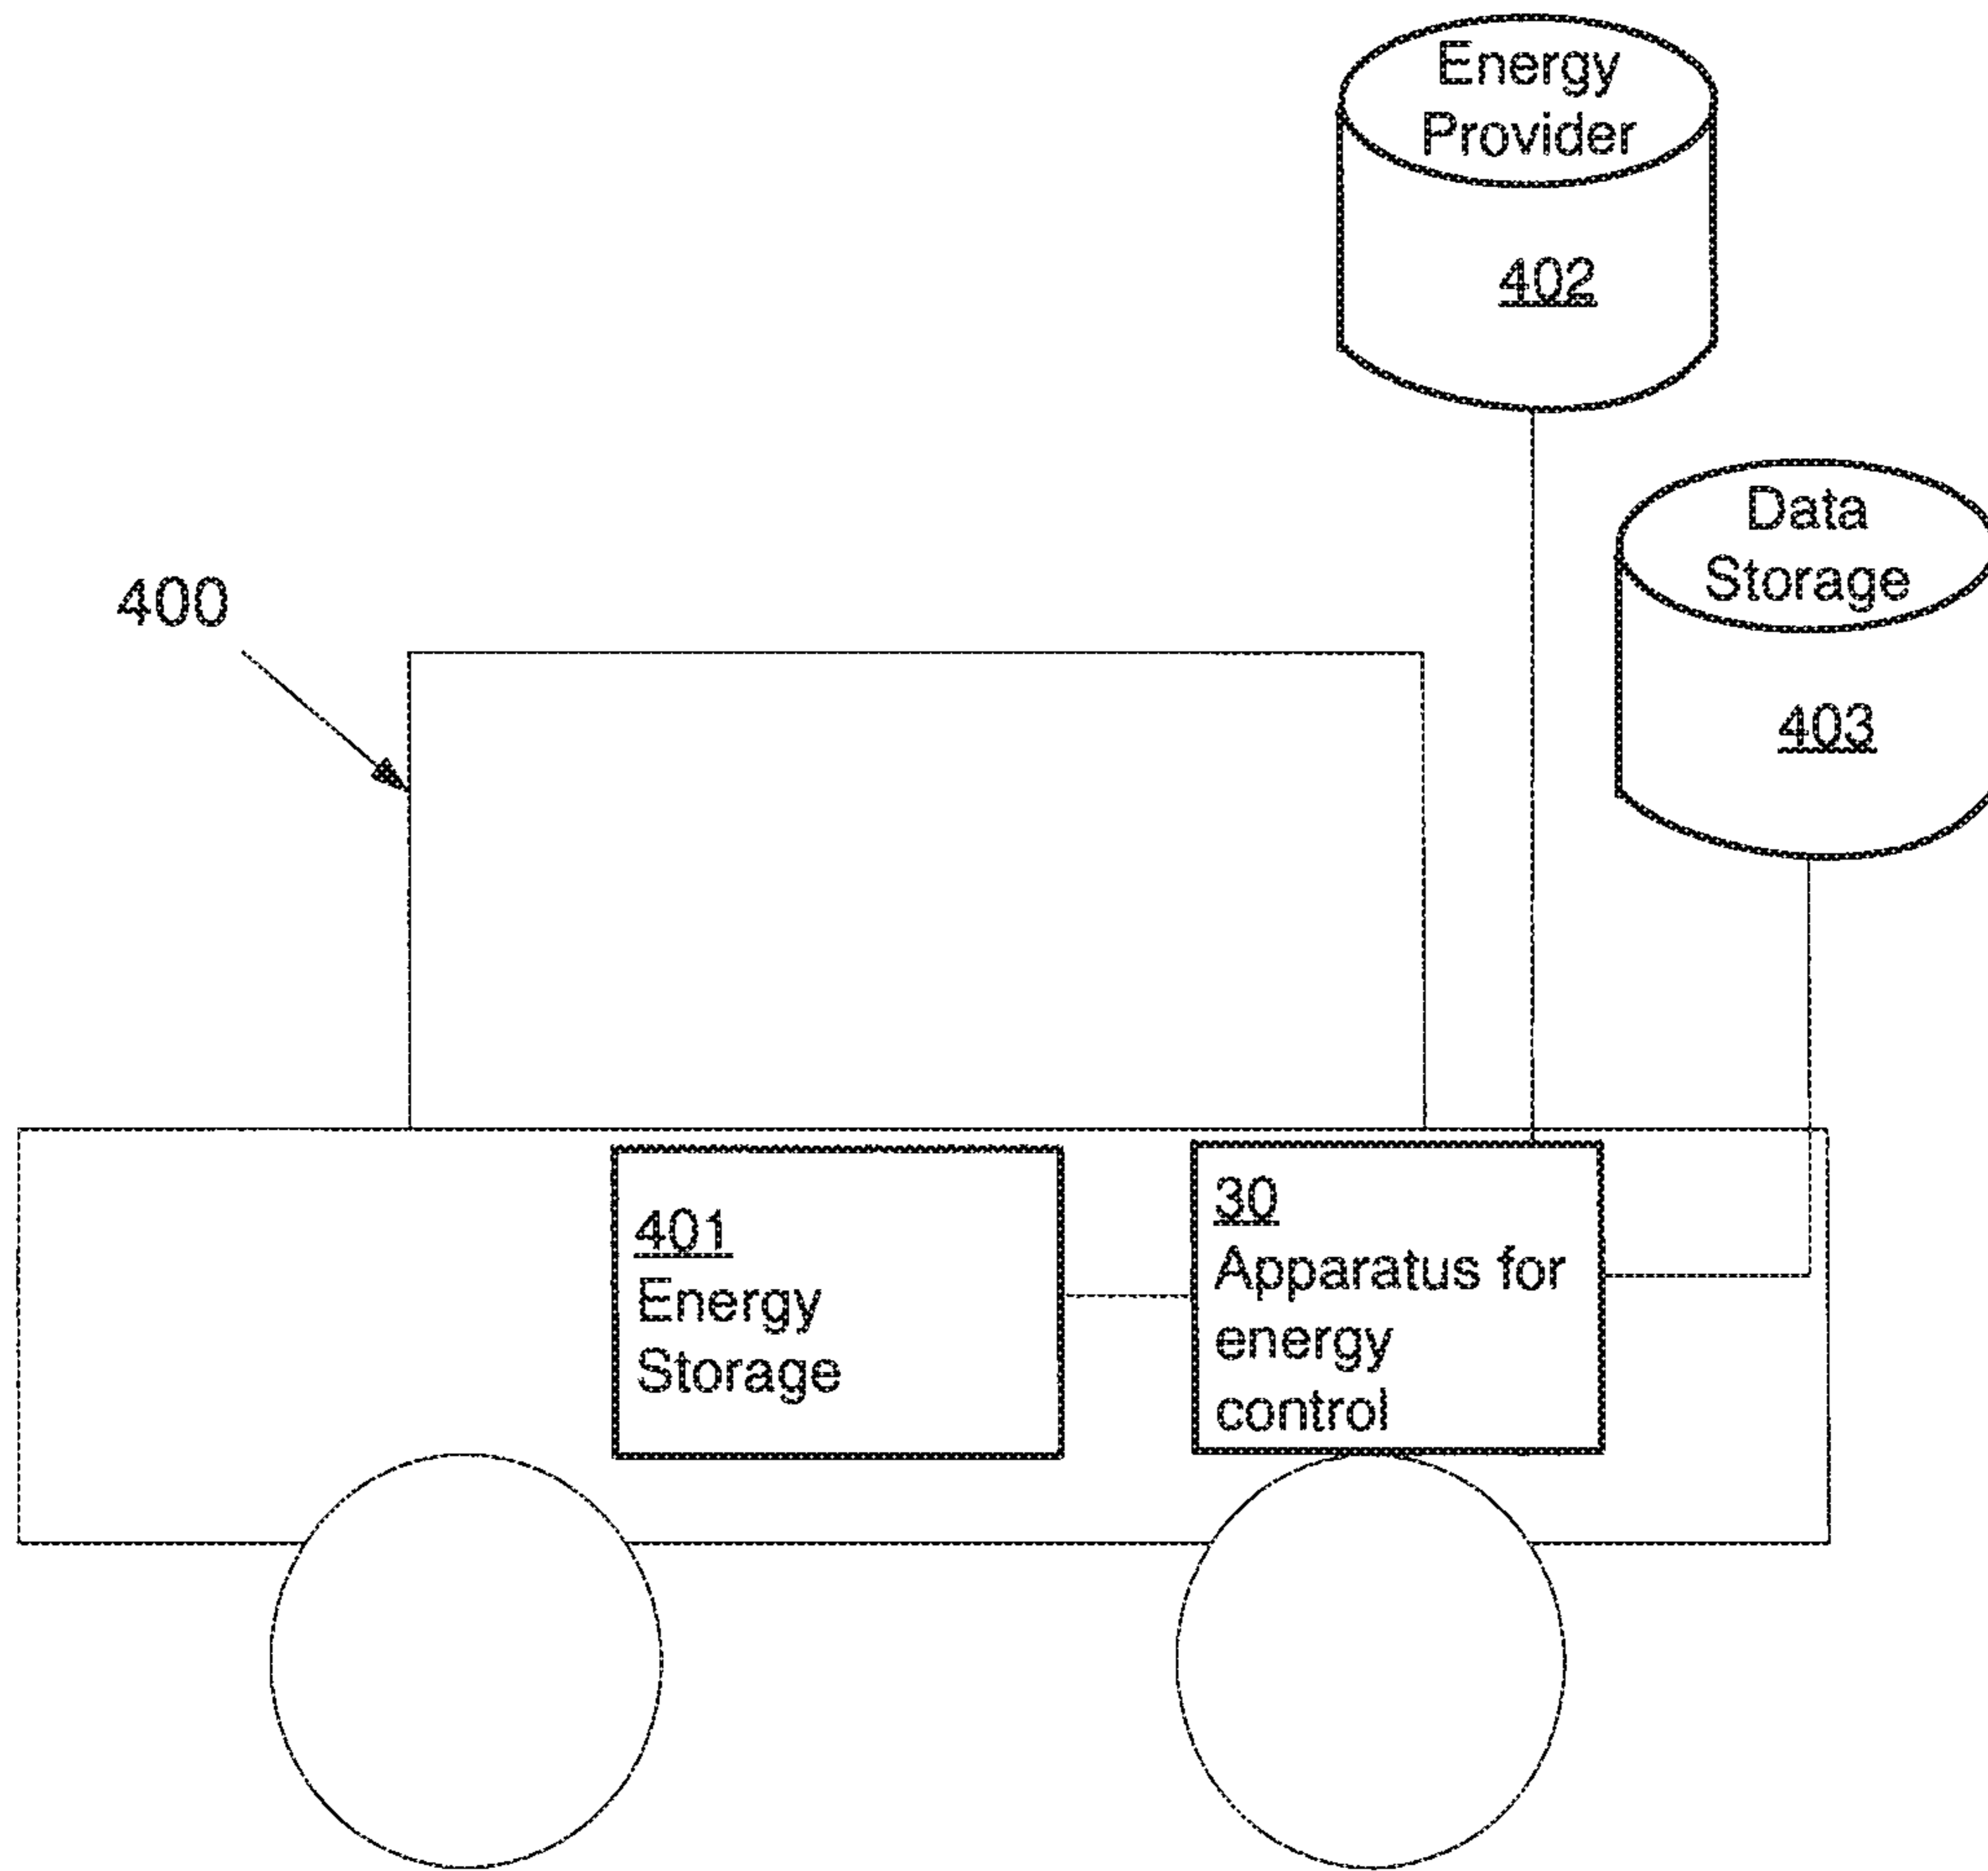 Energy
Provider
402
Data
Storage
403
400
401
Energy
Storage
30
Apparatus for
energy
control